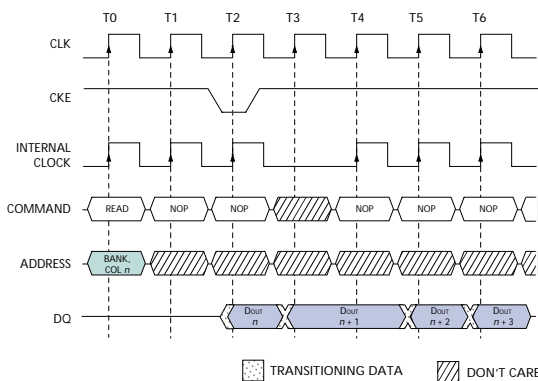 T0 T1 T2 T3 T4 T5 T6
CLK
CKE
INTERNAL
CLOCK
COMMAND READ NOP NOP NOP NOP NOP
ADDRESS BANK,
COL n
DQ DOUT DOUT DOUT DOUT
n n + 1 n + 2 n + 3
TRANSITIONING DATA DON'T CARE